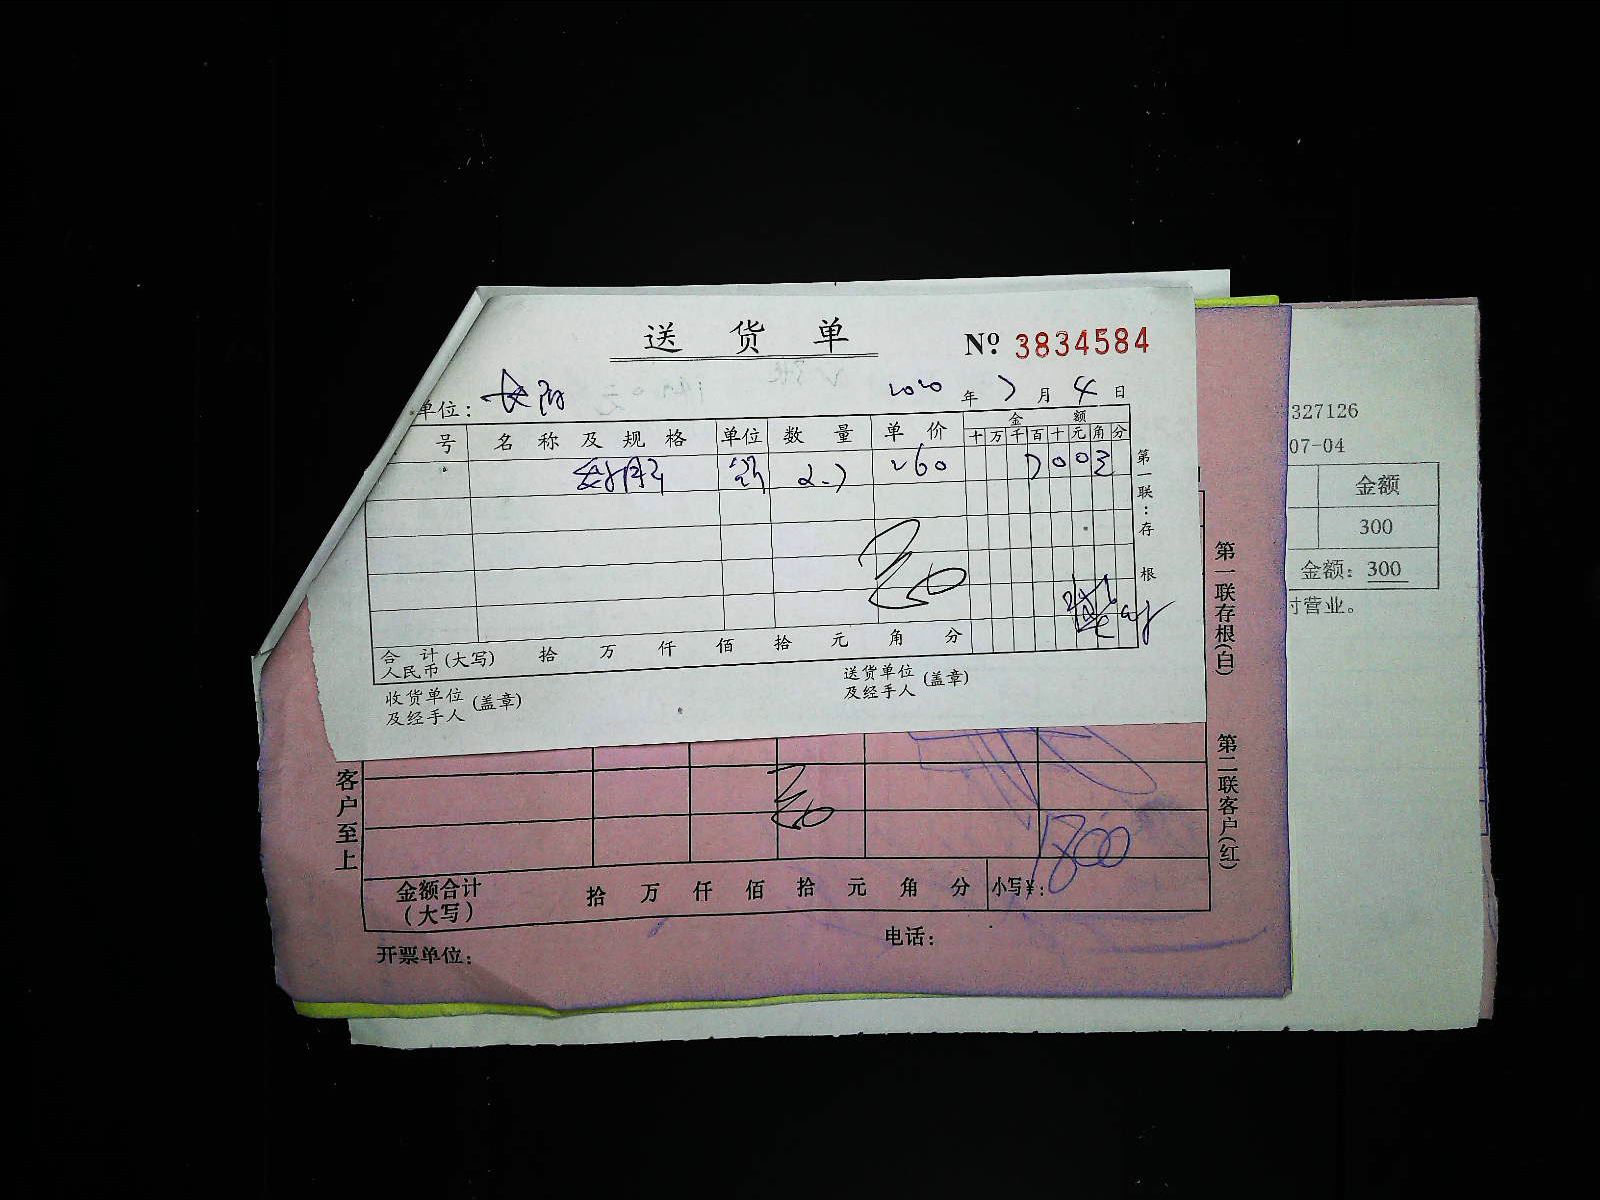 送 货 单
№ 3834584
单位：
2020 年 7 月 4 日
号 名 称 及 规 格 单位 数 量 单 价 金 额
十 万 千 百 十 元 角 分
260 700
第一联：存根
合 计 (大写) 拾 万 仟 佰 拾 元 角 分
人民币
收货单位 (盖章)
及经手人
送货单位 (盖章)
及经手人
客户至上
1800
金额合计 拾 万 仟 佰 拾 元 角 分 小写¥：
(大写)
开票单位：
电话：
第一联存根(白)
第二联客户(红)
327126
07-04
金额
300
金额：300
时营业。